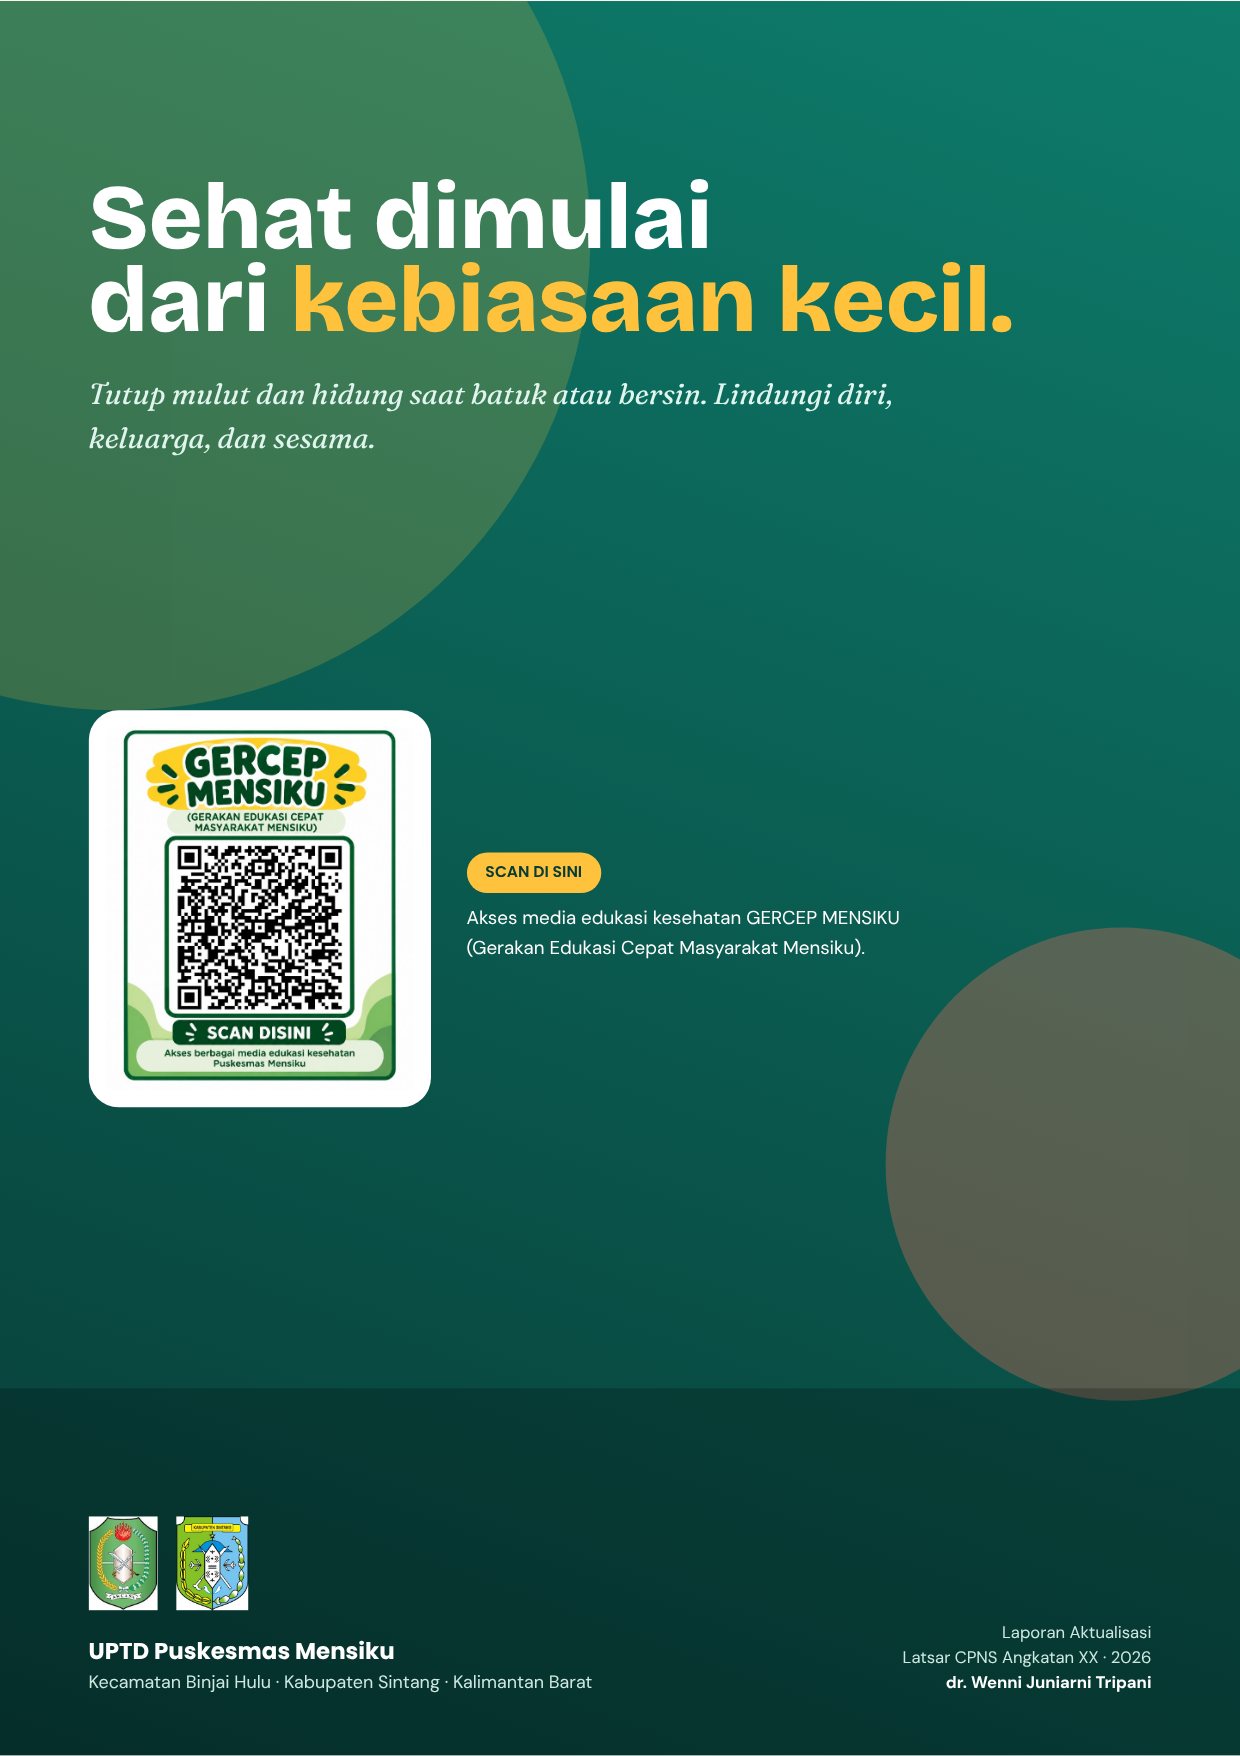 Sehat dimulai
dari kebiasaan kecil.
Tutup mulut dan hidung saat batuk atau bersin. Lindungi diri,
keluarga, dan sesama.
GERCEP
MENSIKU
(GERAKAN EDUKASI CEPAT
MASYARAKAT MENSIKU)
SCAN DISINI
Akses berbagai media edukasi kesehatan
Puskesmas Mensiku
SCAN DI SINI
Akses media edukasi kesehatan GERCEP MENSIKU
(Gerakan Edukasi Cepat Masyarakat Mensiku).
KABUPATEN SINTANG
UPTD Puskesmas Mensiku
Kecamatan Binjai Hulu · Kabupaten Sintang · Kalimantan Barat
Laporan Aktualisasi
Latsar CPNS Angkatan XX · 2026
dr. Wenni Juniarni Tripani